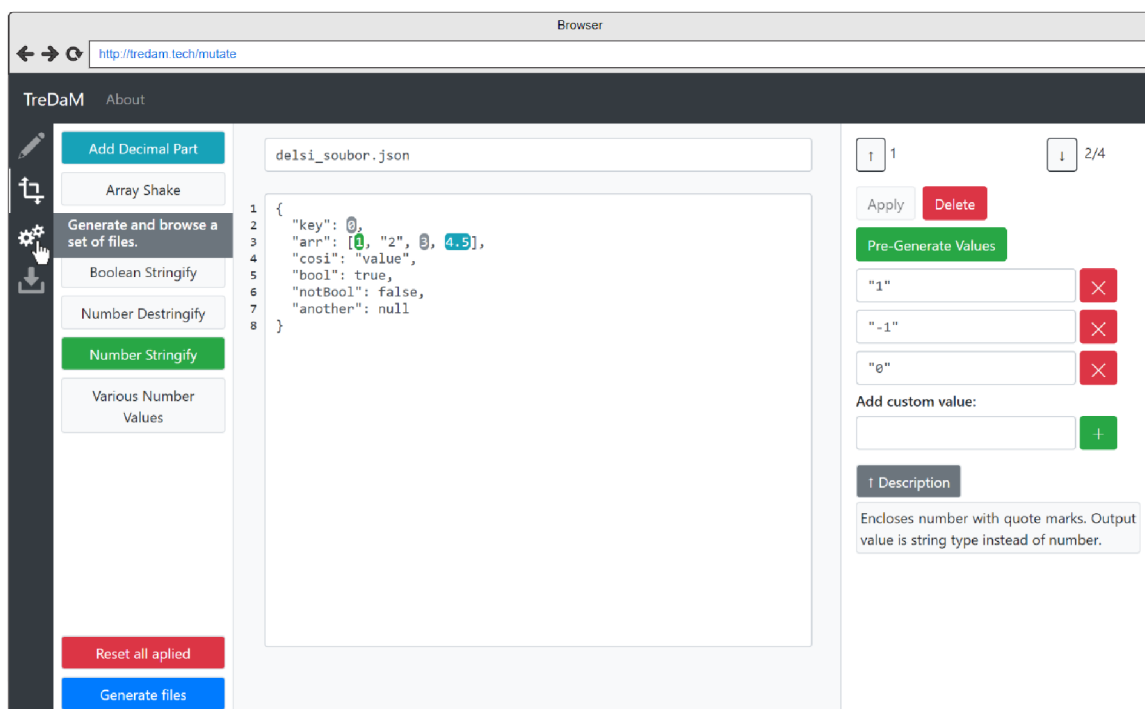 Browser
http://tredam.tech/mutate
TreDaM About
Add Decimal Part
Array Shake
Generate and browse a
set of files.
Boolean Stringify
Number Destringify
Number Stringify
Various Number
Values
Reset all aplied
Generate files
delsi_soubor.json
1 {
2 "key": 0,
3 "arr": [1, "2", 3, 4.5],
4 "cosi": "value",
5 "bool": true,
6 "notBool": false,
7 "another": null
8 }
↑ 1 ↓ 2/4
Apply Delete
Pre-Generate Values
"1"
"-1"
"0"
Add custom value:
+
↑ Description
Encloses number with quote marks. Output
value is string type instead of number.